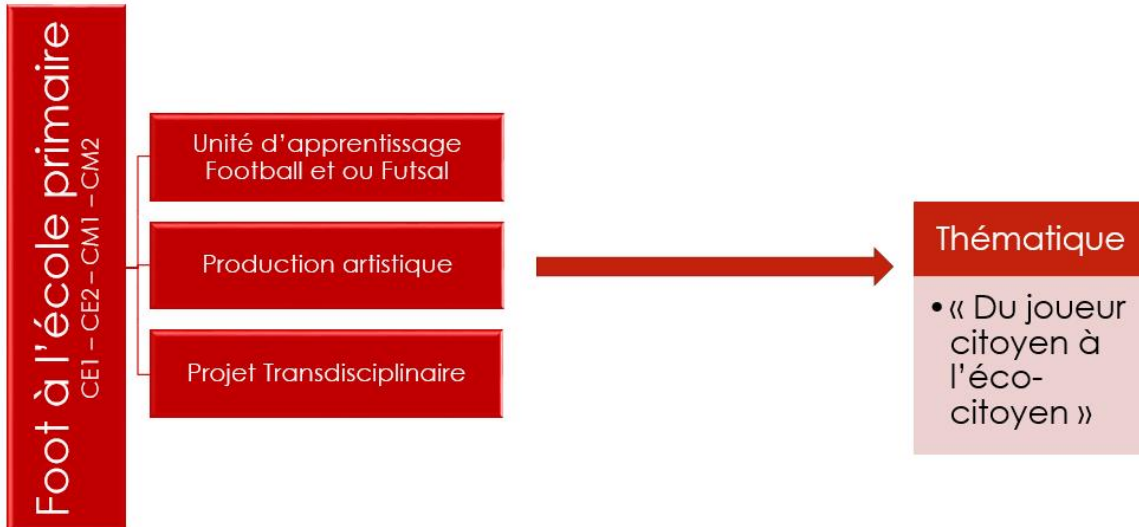 Foot à l'école primaire
CE1 – CE2 – CM1 – CM2
Unité d'apprentissage
Football et ou Futsal
Production artistique
Projet Transdisciplinaire
Thématique
•« Du joueur
citoyen à
l'éco-
citoyen »